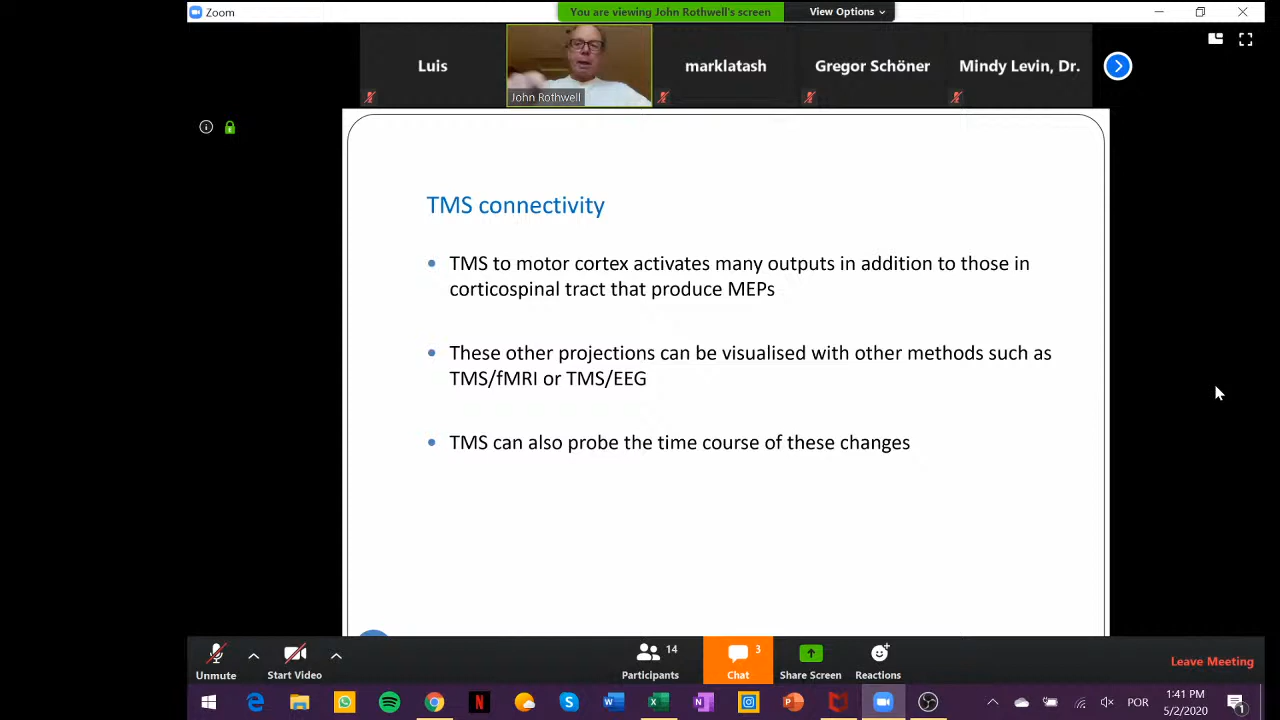 Zoom
You are viewing John Rothwell's screen
View Options
Luis
John Rothwell
marklatash
Gregor Schöner
Mindy Levin, Dr.
TMS connectivity
TMS to motor cortex activates many outputs in addition to those in
corticospinal tract that produce MEPs
These other projections can be visualised with other methods such as
TMS/fMRI or TMS/EEG
TMS can also probe the time course of these changes
Unmute
Start Video
14
Participants
3
Chat
Share Screen
Reactions
Leave Meeting
POR
1:41 PM
5/2/2020
1